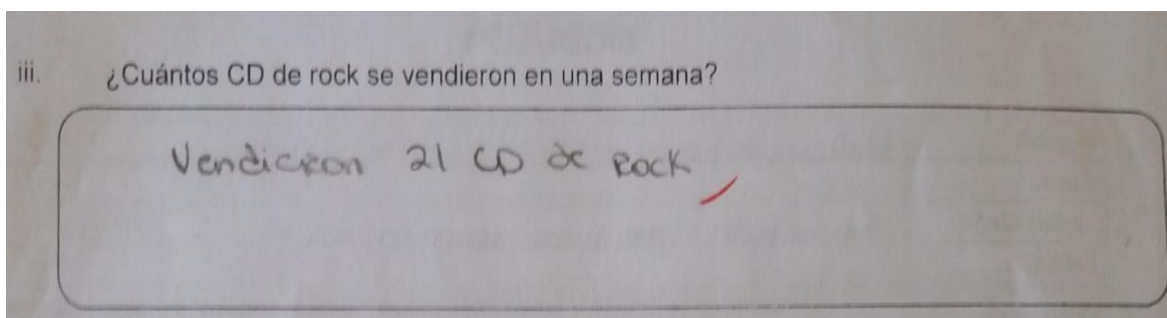 iii. ¿Cuántos CD de rock se vendieron en una semana?
Vendieron 21 CD de Rock